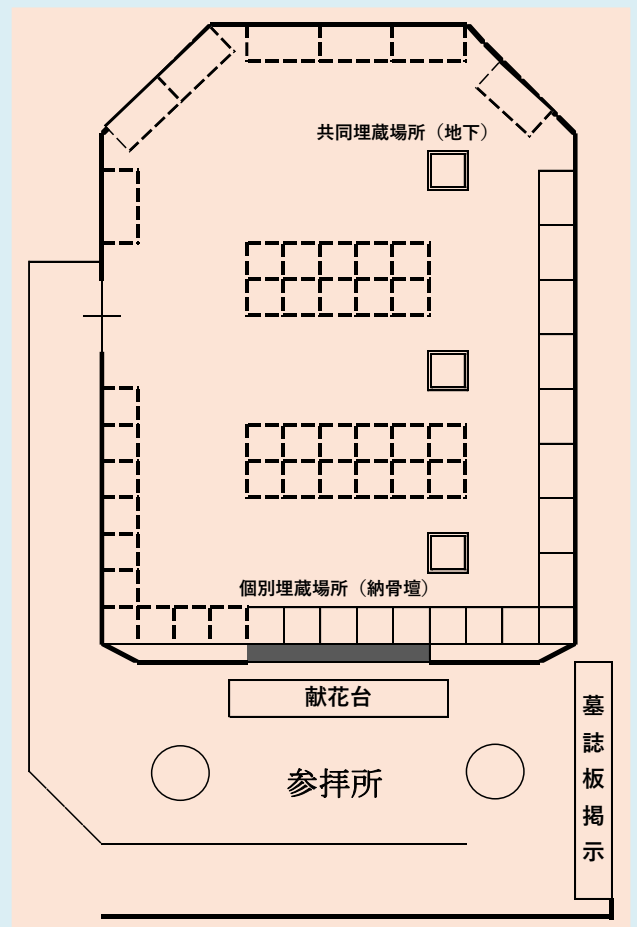 共同埋蔵場所（地下）
個別埋蔵場所（納骨壇）
献花台
参拝所
墓誌板掲示